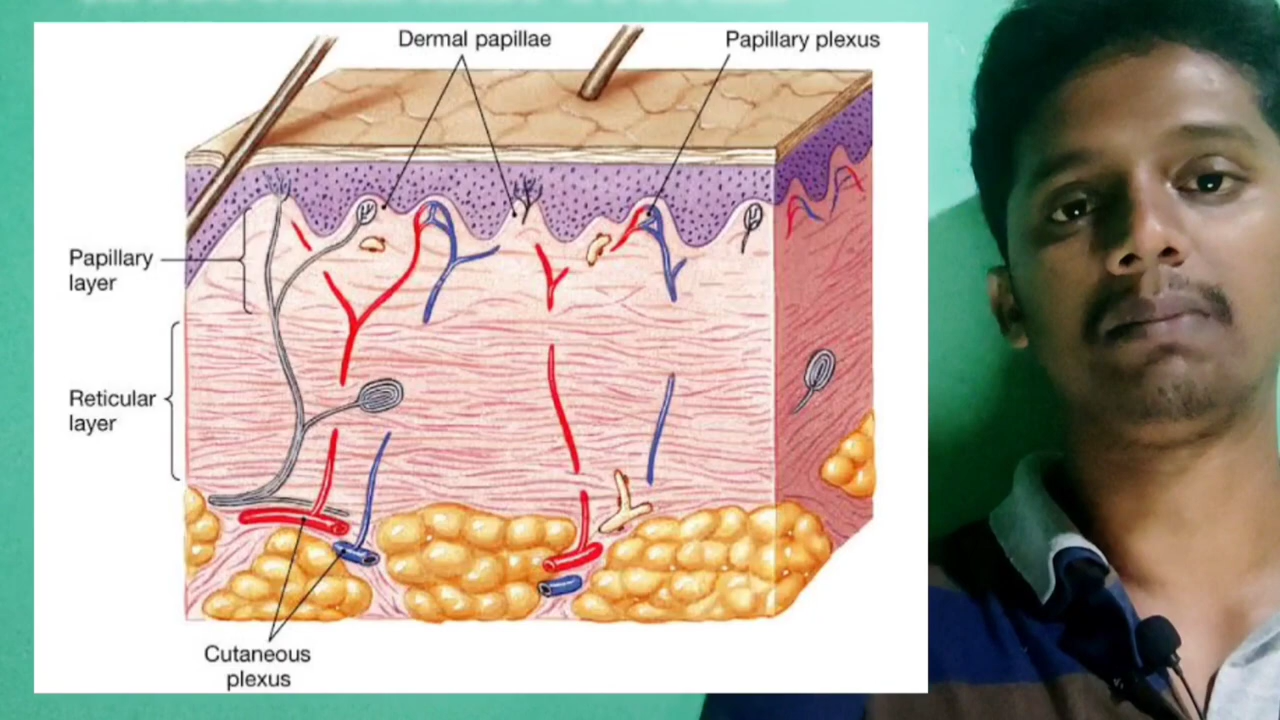 Dermal papillae
Papillary plexus
Papillary
layer
Reticular
layer
Cutaneous
plexus